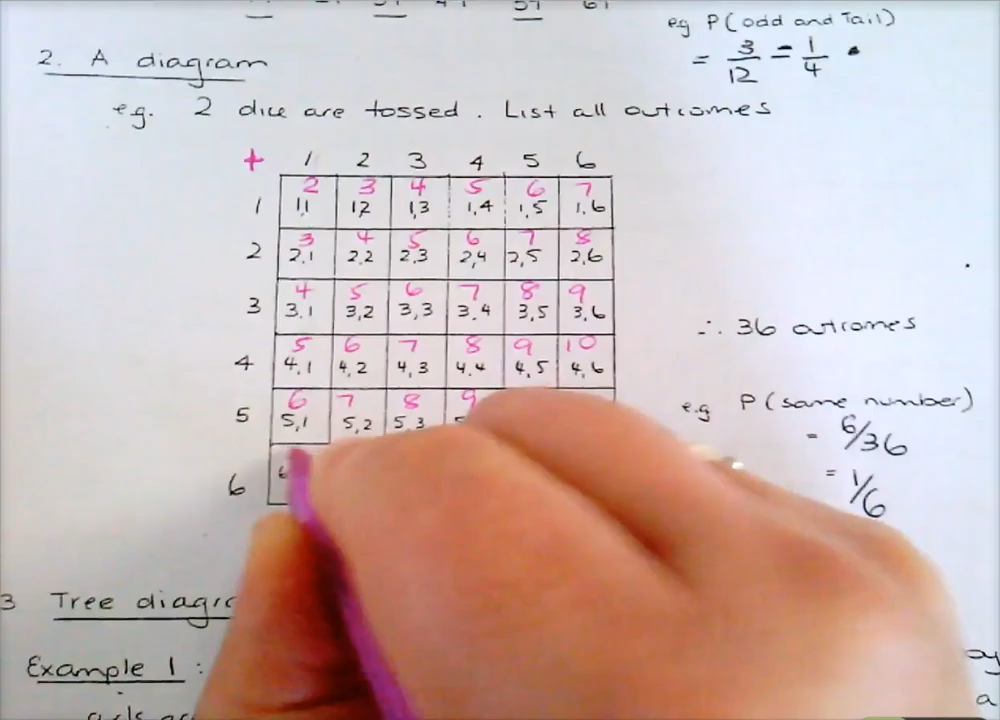 eg P(odd and Tail)
= 3/12 = 1/4
2. A diagram
eg. 2 dice are tossed. List all outcomes
+ 1 2 3 4 5 6
2 3 4 5 6 7
1 1,1 1,2 1,3 1,4 1,5 1,6
3 4 5 6 7 8
2 2,1 2,2 2,3 2,4 2,5 2,6
4 5 6 7 8 9
3 3,1 3,2 3,3 3,4 3,5 3,6
∴ 36 outcomes
5 6 7 8 9 10
4 4,1 4,2 4,3 4,4 4,5 4,6
6 7 8 9
5 5,1 5,2 5,3
e.g P(same number)
= 6/36
= 1/6
6
3 Tree
Example 1: